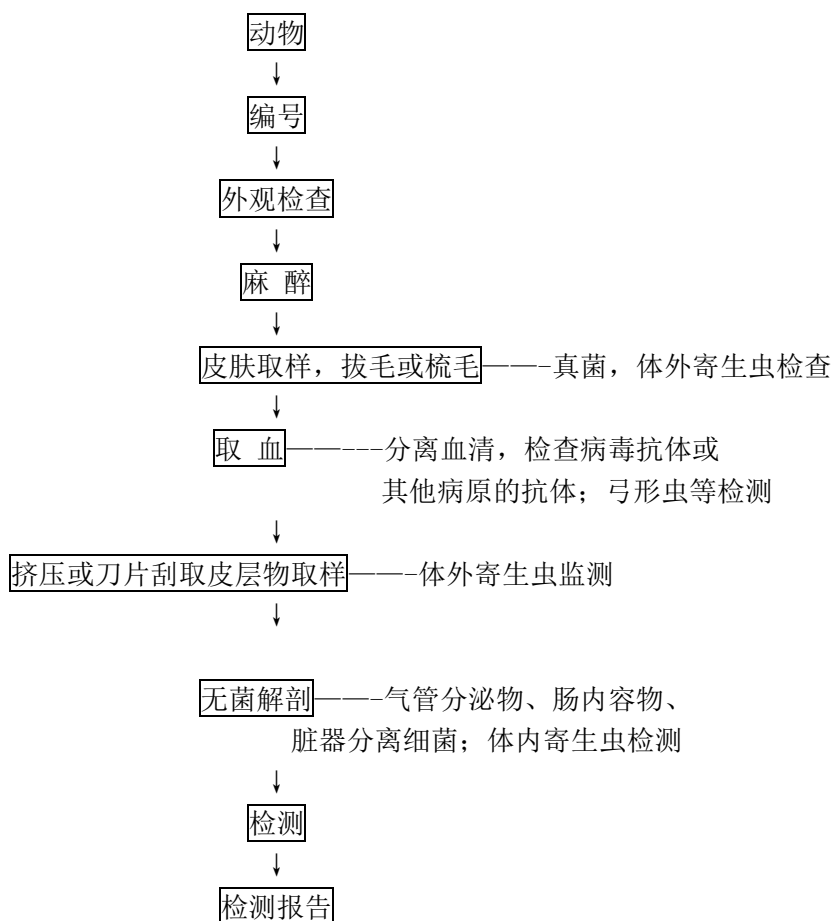 动物
↓
编号
↓
外观检查
↓
麻 醉
↓
皮肤取样，拔毛或梳毛——-真菌，体外寄生虫检查
↓
取 血——---分离血清，检查病毒抗体或
其他病原的抗体；弓形虫等检测
↓
挤压或刀片刮取皮层物取样——-体外寄生虫监测
↓
无菌解剖——-气管分泌物、肠内容物、
脏器分离细菌；体内寄生虫检测
↓
检测
↓
检测报告